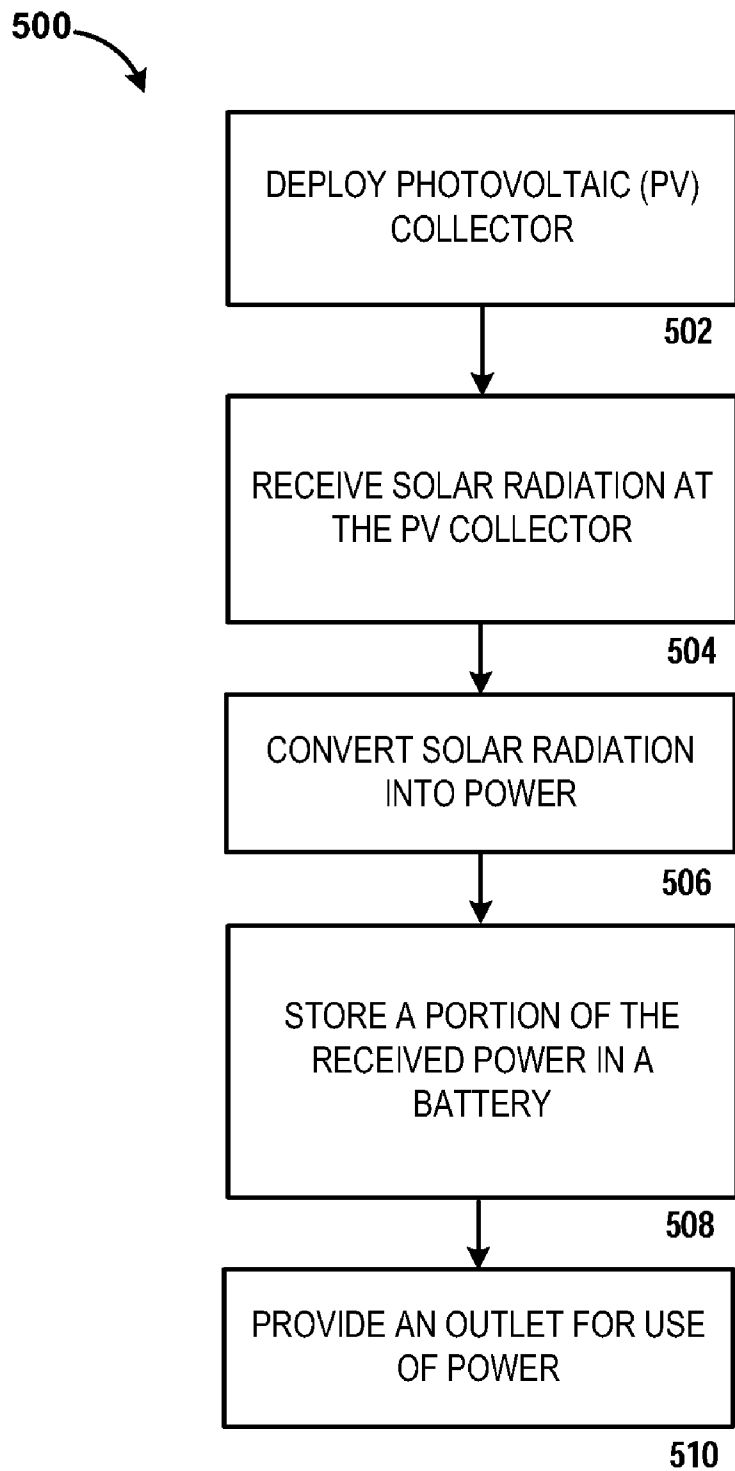 500
DEPLOY PHOTOVOLTAIC (PV)
COLLECTOR
502
RECEIVE SOLAR RADIATION AT
THE PV COLLECTOR
504
CONVERT SOLAR RADIATION
INTO POWER
506
STORE A PORTION OF THE
RECEIVED POWER IN A
BATTERY
508
PROVIDE AN OUTLET FOR USE
OF POWER
510